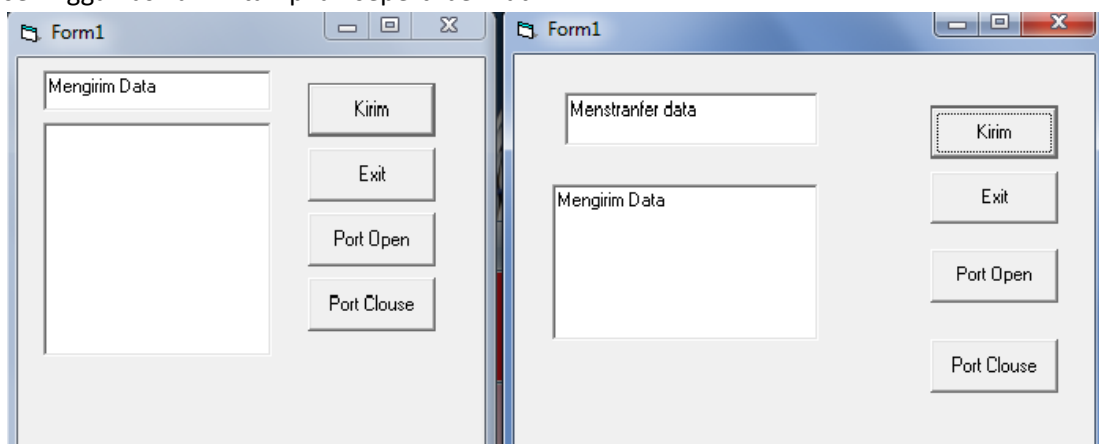 Form1
Mengirim Data
Kirim
Exit
Port Open
Port Clouse
Form1
Menstranfer data
Kirim
Mengirim Data
Exit
Port Open
Port Clouse